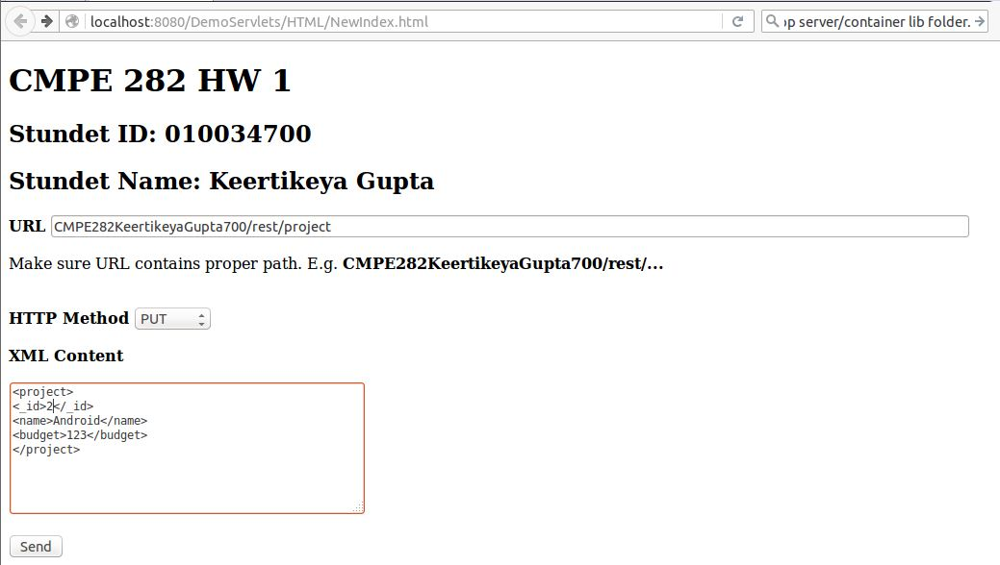 localhost:8080/DemoServlets/HTML/NewIndex.html
pp server/container lib folder.
CMPE 282 HW 1
Stundet ID: 010034700
Stundet Name: Keertikeya Gupta
URL CMPE282KeertikeyaGupta700/rest/project
Make sure URL contains proper path. E.g. CMPE282KeertikeyaGupta700/rest/...
HTTP Method PUT
XML Content
<project>
<_id>2</_id>
<name>Android</name>
<budget>123</budget>
</project>
Send